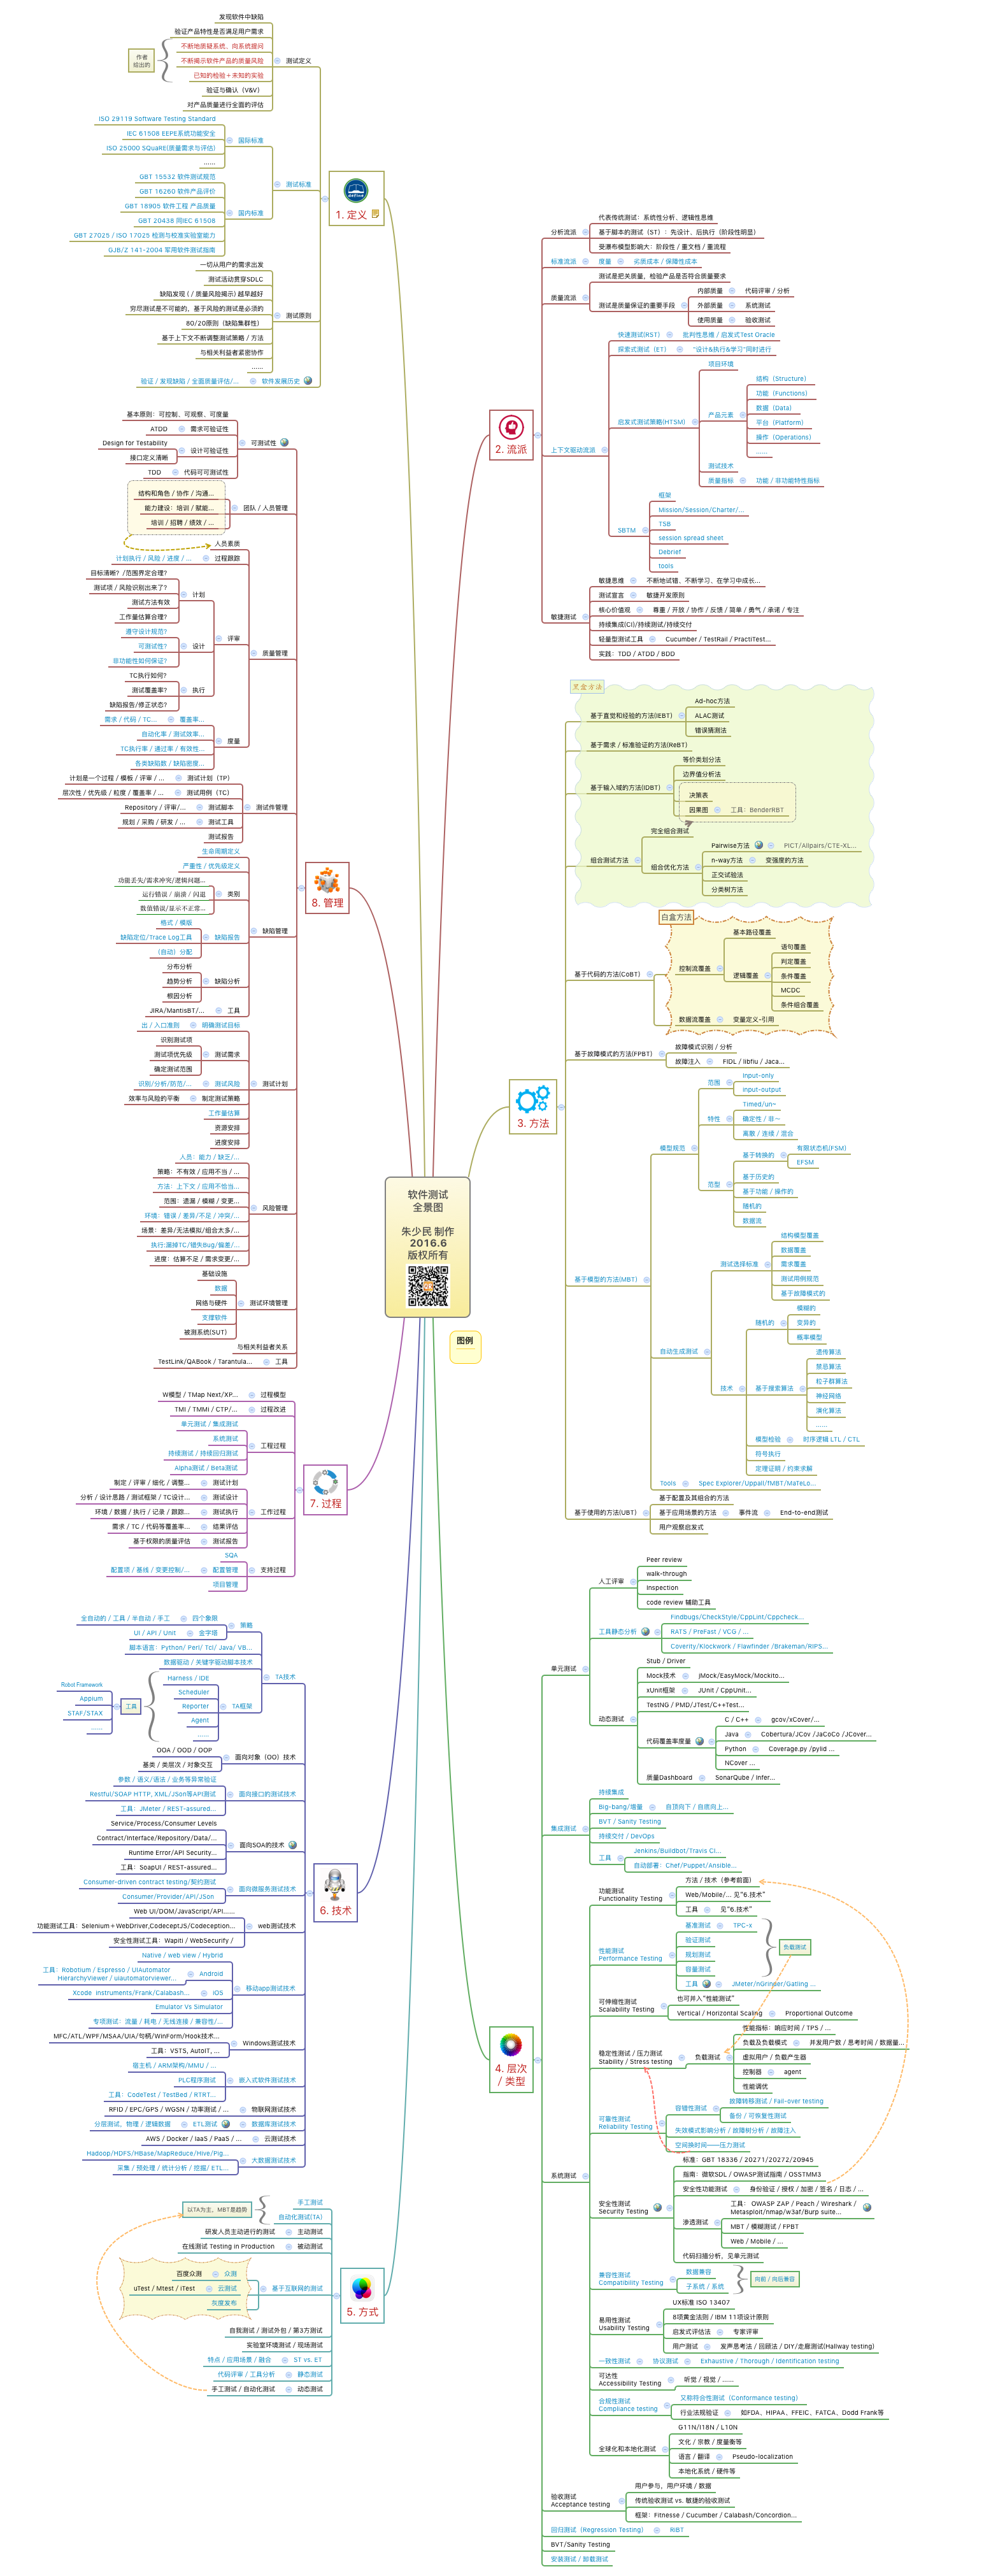 软件测试
全景图
朱少民 制作
2016.6
版权所有
图例
1. 定义
测试定义
发现软件中缺陷
验证产品特性是否满足用户需求
不断地质疑系统、向系统提问
不断揭示软件产品的质量风险
已知的检验+未知的实验
作者
给出的
验证与确认（V&V）
对产品质量进行全面的评估
测试标准
国际标准
ISO 29119 Software Testing Standard
IEC 61508 EEPE系统功能安全
ISO 25000 SQuaRE(质量需求与评估)
......
国内标准
GBT 15532 软件测试规范
GBT 16260 软件产品评价
GBT 18905 软件工程 产品质量
GBT 20438 同IEC 61508
GBT 27025 / ISO 17025 检测与校准实验室能力
GJB/Z 141-2004 军用软件测试指南
测试原则
一切从用户的需求出发
测试活动贯穿SDLC
缺陷发现 ( / 质量风险揭示) 越早越好
穷尽测试是不可能的，基于风险的测试是必须的
80/20原则（缺陷集群性）
基于上下文不断调整测试策略 / 方法
与相关利益者紧密协作
......
软件发展历史
验证 / 发现缺陷 / 全面质量评估/...
2. 流派
分析流派
代表传统测试：系统性分析、逻辑性思维
基于脚本的测试（ST）：先设计、后执行（阶段性明显）
受瀑布模型影响大：阶段性 / 重文档 / 重流程
标准流派
度量
劣质成本 / 保障性成本
质量流派
测试是把关质量，检验产品是否符合质量要求
测试是质量保证的重要手段
内部质量
代码评审 / 分析
外部质量
系统测试
使用质量
验收测试
上下文驱动流派
快速测试(RST)
批判性思维 / 启发式Test Oracle
探索式测试（ET）
“设计&执行&学习”同时进行
启发式测试策略(HTSM)
项目环境
产品元素
结构（Structure）
功能（Functions）
数据（Data）
平台（Platform）
操作（Operations）
......
测试技术
质量指标
功能 / 非功能特性指标
SBTM
框架
Mission/Session/Charter/...
TSB
session spread sheet
Debrief
tools
敏捷测试
敏捷思维
不断地试错、不断学习、在学习中成长...
测试宣言
敏捷开发原则
核心价值观
尊重 / 开放 / 协作 / 反馈 / 简单 / 勇气 / 承诺 / 专注
持续集成(CI)/持续测试/持续交付
轻量型测试工具
Cucumber / TestRail / PractiTest...
实践：TDD / ATDD / BDD
3. 方法
黑盒方法
基于直觉和经验的方法(IEBT)
Ad-hoc方法
ALAC测试
错误猜测法
基于需求 / 标准验证的方法(ReBT)
基于输入域的方法(IDBT)
等价类划分法
边界值分析法
决策表
因果图
工具：BenderRBT
组合测试方法
完全组合测试
组合优化方法
Pairwise方法
PICT/Allpairs/CTE-XL...
n-way方法
变强度的方法
正交试验法
分类树方法
白盒方法
基于代码的方法(CoBT)
控制流覆盖
基本路径覆盖
逻辑覆盖
语句覆盖
判定覆盖
条件覆盖
MCDC
条件组合覆盖
数据流覆盖
变量定义-引用
基于故障模式的方法(FPBT)
故障模式识别 / 分析
故障注入
FIDL / libfiu / Jaca...
基于模型的方法(MBT)
模型规范
范围
Input-only
input-output
特性
Timed/un~
确定性 / 非～
离散 / 连续 / 混合
范型
基于转换的
有限状态机(FSM)
EFSM
基于历史的
基于功能 / 操作的
随机的
数据流
自动生成测试
测试选择标准
结构模型覆盖
数据覆盖
需求覆盖
测试用例规范
基于故障模式的
技术
随机的
模糊的
变异的
概率模型
基于搜索算法
遗传算法
禁忌算法
粒子群算法
神经网络
演化算法
......
模型检验
时序逻辑 LTL / CTL
符号执行
定理证明 / 约束求解
Tools
Spec Explorer/Uppall/fMBT/MaTeLo...
基于使用的方法(UBT)
基于配置及其组合的方法
基于应用场景的方法
事件流
End-to-end测试
用户观察启发式
4. 层次
/ 类型
单元测试
人工评审
Peer review
walk-through
Inspection
code review 辅助工具
工具静态分析
Findbugs/CheckStyle/CppLint/Cppcheck...
RATS / PreFast / VCG / ...
Coverity/Klockwork / Flawfinder /Brakeman/RIPS...
动态测试
Stub / Driver
Mock技术
JMock/EasyMock/Mockito...
xUnit框架
JUnit / CppUnit...
TestNG / PMD/JTest/C++Test...
代码覆盖率度量
C / C++
gcov/xCover/...
Java
Cobertura/JCov /JaCoCo /JCover...
Python
Coverage.py /pylid ...
NCover ...
质量Dashboard
SonarQube / Infer...
集成测试
持续集成
Big-bang/增量
自顶向下 / 自底向上...
BVT / Sanity Testing
持续交付 / DevOps
工具
Jenkins/Buildbot/Travis CI...
自动部署：Chef/Puppet/Ansible...
系统测试
功能测试
Functionality Testing
方法 / 技术（参考前面）
Web/Mobile/... 见“6.技术”
工具
见“6.技术”
性能测试
Performance Testing
基准测试
TPC-x
验证测试
规划测试
容量测试
工具
JMeter/nGrinder/Gatling ...
负载测试
可伸缩性测试
Scalability Testing
也可并入“性能测试”
Vertical / Horizontal Scaling
Proportional Outcome
稳定性测试 / 压力测试
Stability / Stress testing
负载测试
性能指标：响应时间 / TPS / ...
负载及负载模式
并发用户数 / 思考时间 / 数据量...
虚拟用户 / 负载产生器
控制器
agent
性能调优
可靠性测试
Reliability Testing
容错性测试
故障转移测试 / Fail-over testing
备份 / 可恢复性测试
失效模式影响分析 / 故障树分析 / 故障注入
空间换时间——压力测试
安全性测试
Security Testing
标准：GBT 18336 / 20271/20272/20945
指南：微软SDL / OWASP测试指南 / OSSTMM3
安全性功能测试
身份验证 / 授权 / 加密 / 签名 / 日志 / ...
渗透测试
工具： OWASP ZAP / Peach / Wireshark /
Metasploit/nmap/w3af/Burp suite...
MBT / 模糊测试 / FPBT
Web / Mobile / ...
代码扫描分析，见单元测试
兼容性测试
Compatibility Testing
数据兼容
子系统 / 系统
向前 / 向后兼容
易用性测试
Usability Testing
UX标准 ISO 13407
8项黄金法则 / IBM 11项设计原则
启发式评估法
专家评审
用户测试
发声思考法 / 回顾法 / DIY/走廊测试(Hallway testing)
一致性测试
协议测试
Exhaustive / Thorough / Identification testing
可达性
Accessibility Testing
听觉 / 视觉 / ......
合规性测试
Compliance testing
又称符合性测试（Conformance testing）
行业法规验证
如FDA、HIPAA、FFEIC、FATCA、Dodd Frank等
全球化和本地化测试
G11N/I18N / L10N
文化 / 宗教 / 度量衡等
语言 / 翻译
Pseudo-localization
本地化系统 / 硬件等
验收测试
Acceptance testing
用户参与，用户环境 / 数据
传统验收测试 vs. 敏捷的验收测试
框架：Fitnesse / Cucumber / Calabash/Concordion...
回归测试（Regression Testing）
RIBT
BVT/Sanity Testing
安装测试 / 卸载测试
8. 管理
可测试性
基本原则：可控制、可观察、可度量
ATDD
需求可验证性
Design for Testability
接口定义清晰
设计可验证性
TDD
代码可可测试性
团队 / 人员管理
结构和角色 / 协作 / 沟通...
能力建设：培训 / 赋能...
培训 / 招聘 / 绩效 / ...
质量管理
人员素质
计划执行 / 风险 / 进度 / ...
过程跟踪
评审
计划
目标清晰？/范围界定合理？
测试项 / 风险识别出来了？
测试方法有效
工作量估算合理？
设计
遵守设计规范？
可测试性？
非功能性如何保证？
执行
TC执行如何？
测试覆盖率？
缺陷报告/修正状态？
度量
需求 / 代码 / TC...
覆盖率...
自动化率 / 测试效率...
TC执行率 / 通过率 / 有效性...
各类缺陷数 / 缺陷密度...
测试件管理
计划是一个过程 / 模板 / 评审 / ...
测试计划（TP）
层次性 / 优先级 / 粒度 / 覆盖率 / ...
测试用例（TC）
Repository / 评审/...
测试脚本
规划 / 采购 / 研发 / ...
测试工具
测试报告
缺陷管理
生命周期定义
严重性 / 优先级定义
类别
功能丢失/需求冲突/逻辑问题...
运行错误 / 崩溃 / 闪退
数值错误/显示不正常...
缺陷报告
格式 / 模版
缺陷定位/Trace Log工具
（自动）分配
缺陷分析
分布分析
趋势分析
根因分析
JIRA/MantisBT/...
工具
测试计划
出 / 入口准则
明确测试目标
测试需求
识别测试项
测试项优先级
确定测试范围
识别/分析/防范/...
测试风险
效率与风险的平衡
制定测试策略
工作量估算
资源安排
进度安排
风险管理
人员：能力 / 缺乏/...
策略：不有效 / 应用不当 / ...
方法：上下文 / 应用不恰当...
范围：遗漏 / 模糊 / 变更...
环境：错误 / 差异/不足 / 冲突/...
场景：差异/无法模拟/组合太多/...
执行:漏掉TC/错失Bug/偏差/...
进度：估算不足 / 需求变更/...
测试环境管理
基础设施
数据
网络与硬件
支撑软件
被测系统(SUT)
与相关利益者关系
TestLink/QABook / Tarantula...
工具
7. 过程
W模型 / TMap Next/XP...
过程模型
TMI / TMMi / CTP/...
过程改进
工程过程
单元测试 / 集成测试
系统测试
持续测试 / 持续回归测试
Alpha测试 / Beta测试
工作过程
制定 / 评审 / 细化 / 调整...
测试计划
分析 / 设计思路 / 测试框架 / TC设计...
测试设计
环境 / 数据 / 执行 / 记录 / 跟踪...
测试执行
需求 / TC / 代码等覆盖率...
结果评估
基于权限的质量评估
测试报告
支持过程
SQA
配置项 / 基线 / 变更控制/...
配置管理
项目管理
6. 技术
TA技术
策略
全自动的 / 工具 / 半自动 / 手工
四个象限
UI / API / Unit
金字塔
脚本语言：Python/ Perl/ Tcl/ Java/ VB...
数据驱动 / 关键字驱动脚本技术
TA框架
Harness / IDE
Scheduler
Reporter
Agent
......
工具
Robot Framework
Appium
STAF/STAX
......
面向对象（OO）技术
OOA / OOD / OOP
基类 / 类层次 / 对象交互
面向接口的测试技术
参数 / 语义/语法 / 业务等异常验证
Restful/SOAP HTTP, XML/JSon等API测试
工具：JMeter / REST-assured...
面向SOA的技术
Service/Process/Consumer Levels
Contract/Interface/Repository/Data/...
Runtime Error/API Security...
工具：SoapUI / REST-assured...
面向微服务测试技术
Consumer-driven contract testing/契约测试
Consumer/Provider/API/JSon
web测试技术
Web UI/DOM/JavaScript/API......
功能测试工具：Selenium+WebDriver,CodeceptJS/Codeception...
安全性测试工具：Wapiti / WebSecurity /
移动app测试技术
Native / web view / Hybrid
Android
工具：Robotium / Espresso / UIAutomator
HierarchyViewer / uiautomatorviewer...
iOS
Xcode instruments/Frank/Calabash...
Emulator Vs Simulator
专项测试：流量 / 耗电 / 无线连接 / 兼容性/...
Windows测试技术
MFC/ATL/WPF/MSAA/UIA/句柄/WinForm/Hook技术...
工具：VSTS, AutoIT, ...
嵌入式软件测试技术
宿主机 / ARM架构/MMU / ...
PLC程序测试
工具：CodeTest / TestBed / RTRT...
RFID / EPC/GPS / WGSN / 功率测试 / ...
物联网测试技术
分层测试，物理 / 逻辑数据
ETL测试
数据库测试技术
AWS / Docker / IaaS / PaaS / ...
云测试技术
Hadoop/HDFS/HBase/MapReduce/Hive/Pig...
采集 / 预处理 / 统计分析 / 挖掘/ ETL...
大数据测试技术
5. 方式
以TA为主，MBT是趋势
手工测试
自动化测试(TA)
研发人员主动进行的测试
主动测试
在线测试 Testing in Production
被动测试
基于互联网的测试
百度众测
众测
uTest / Mtest / iTest
云测试
灰度发布
自我测试 / 测试外包 / 第3方测试
实验室环境测试 / 现场测试
特点 / 应用场景 / 融合
ST vs. ET
代码评审 / 工具分析
静态测试
手工测试 / 自动化测试
动态测试